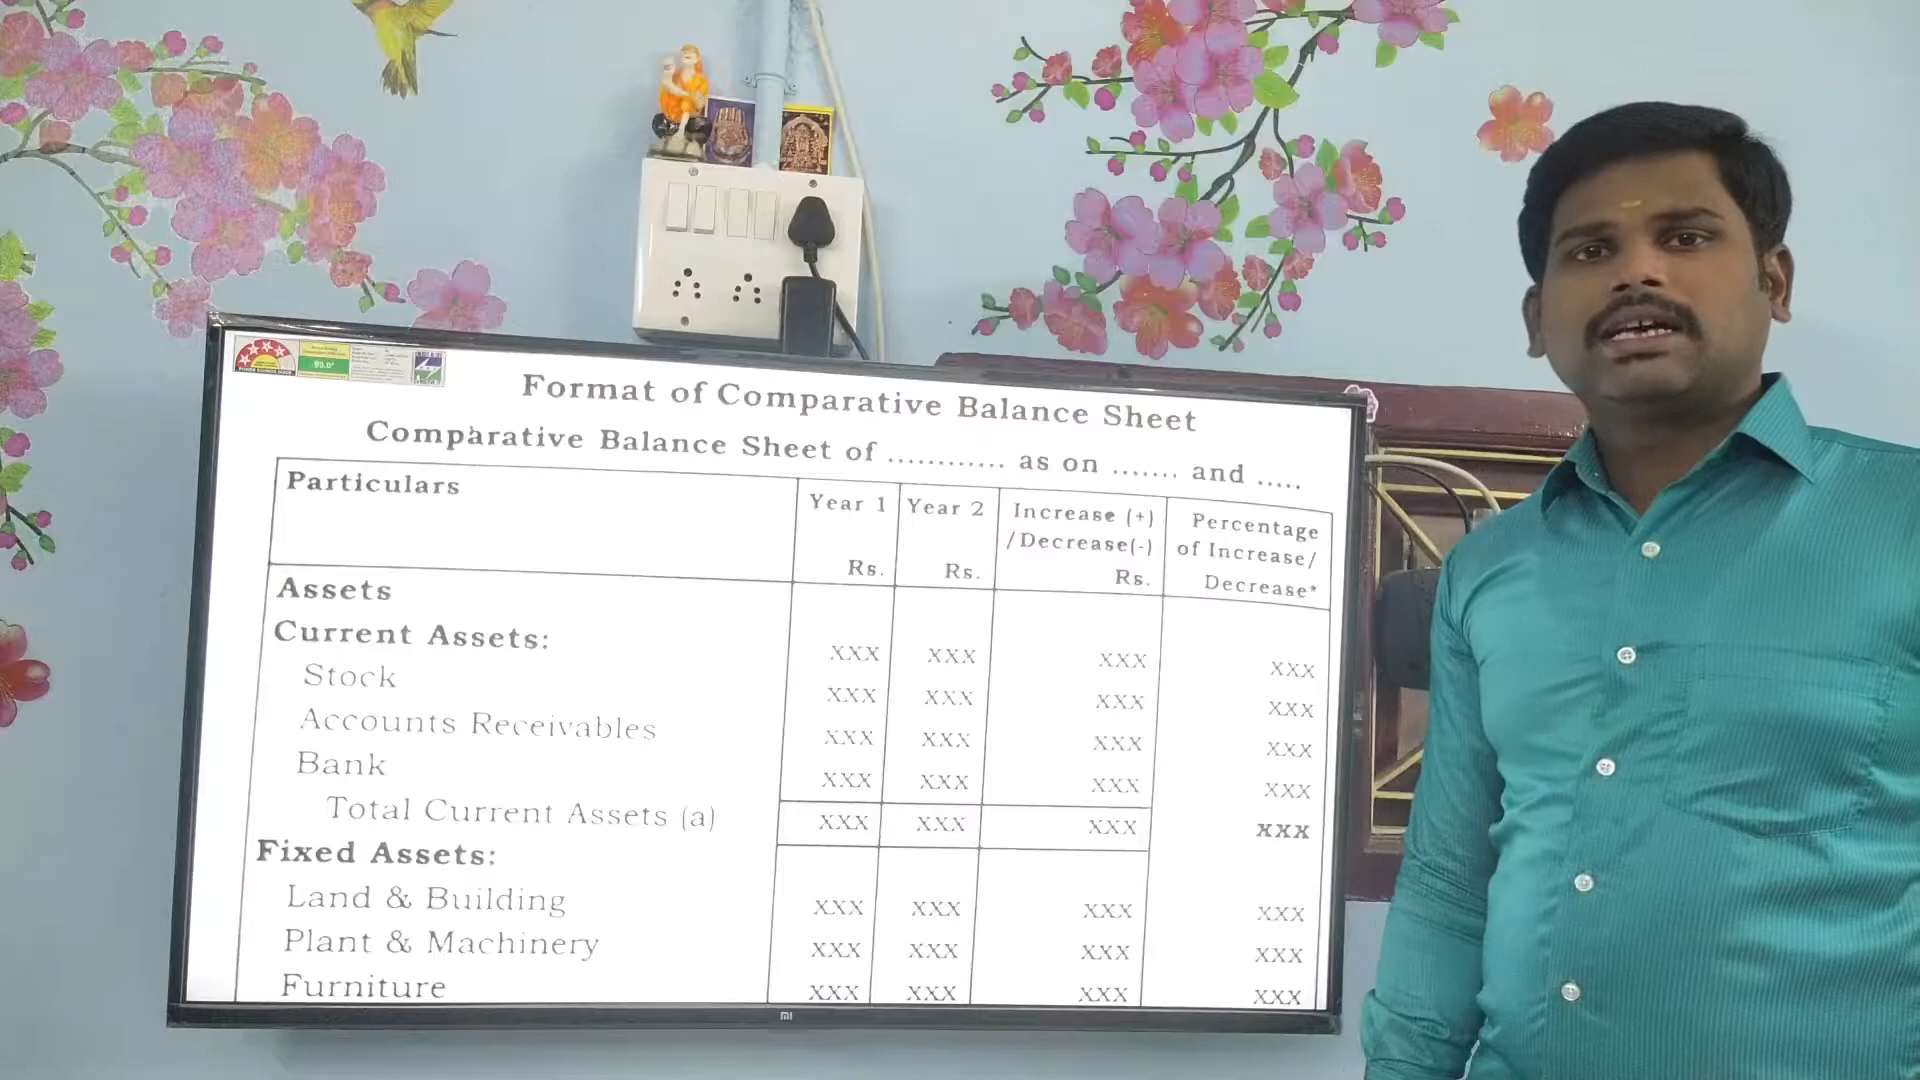 POWER SAVINGS GUIDE
Format of Comparative Balance Sheet
Comparative Balance Sheet of ............ as on ....... and .....
Particulars Year 1 Year 2 Increase (+) Percentage
/Decrease(-) of Increase/
Rs. Rs. Rs. Decrease*
Assets
Current Assets: xxx xxx xxx xxx
Stock xxx xxx xxx xxx
Accounts Receivables xxx xxx xxx xxx
Bank xxx xxx xxx xxx
Total Current Assets (a) xxx xxx xxx xxx
Fixed Assets:
Land & Building xxx xxx xxx xxx
Plant & Machinery xxx xxx xxx xxx
Furniture xxx xxx xxx xxx
mi